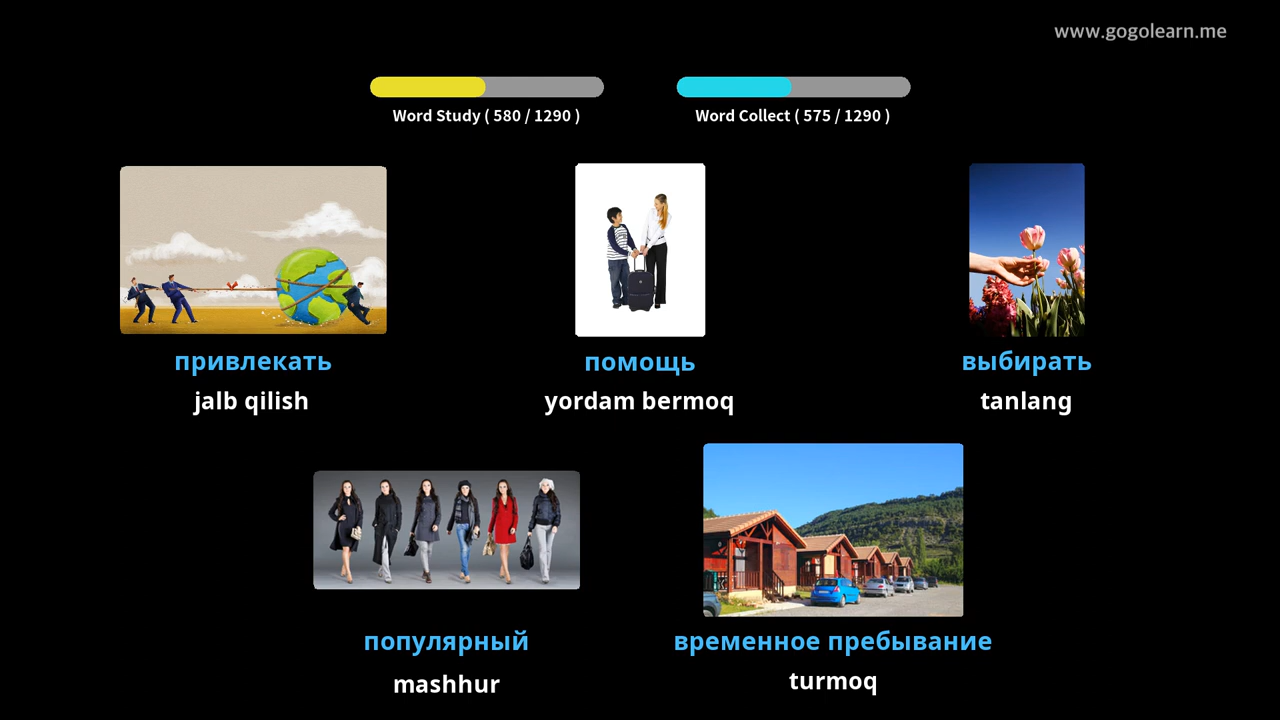 www.gogolearn.me
Word Study ( 580 / 1290 )
Word Collect ( 575 / 1290 )
привлекать
jalb qilish
помощь
yordam bermoq
выбирать
tanlang
популярный
mashhur
временное пребывание
turmoq